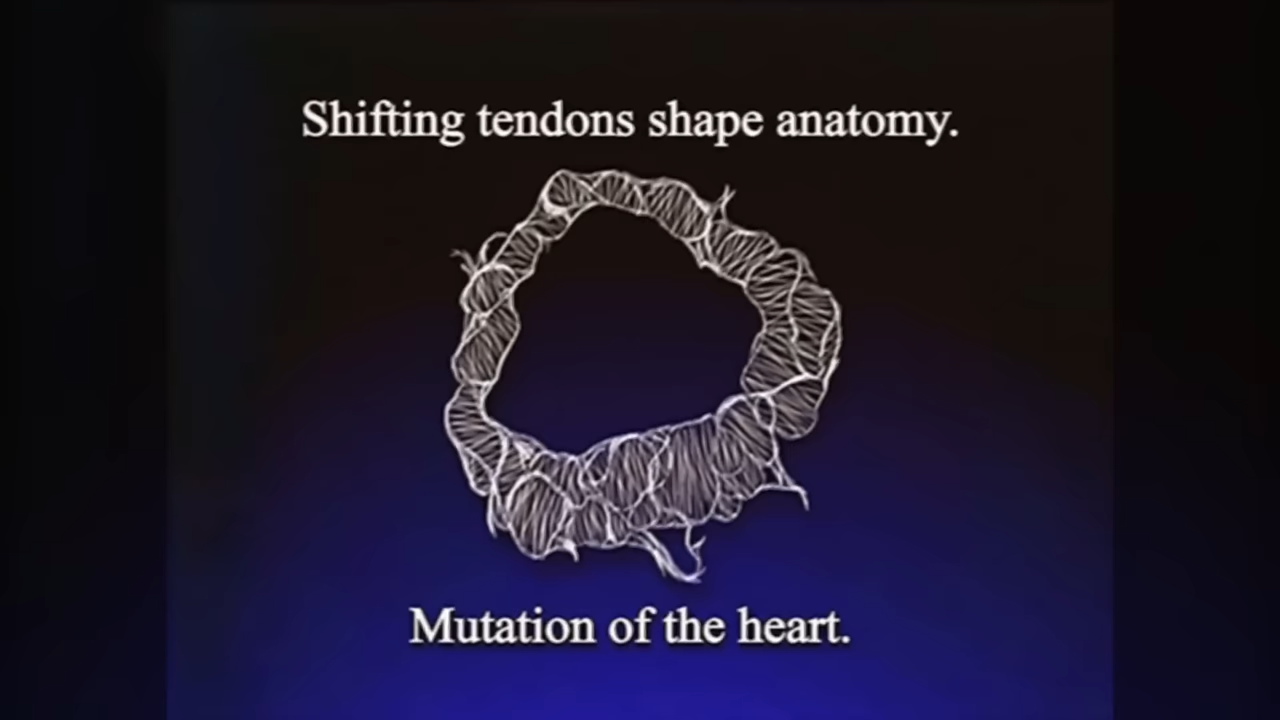 Shifting tendons shape anatomy.
Mutation of the heart.